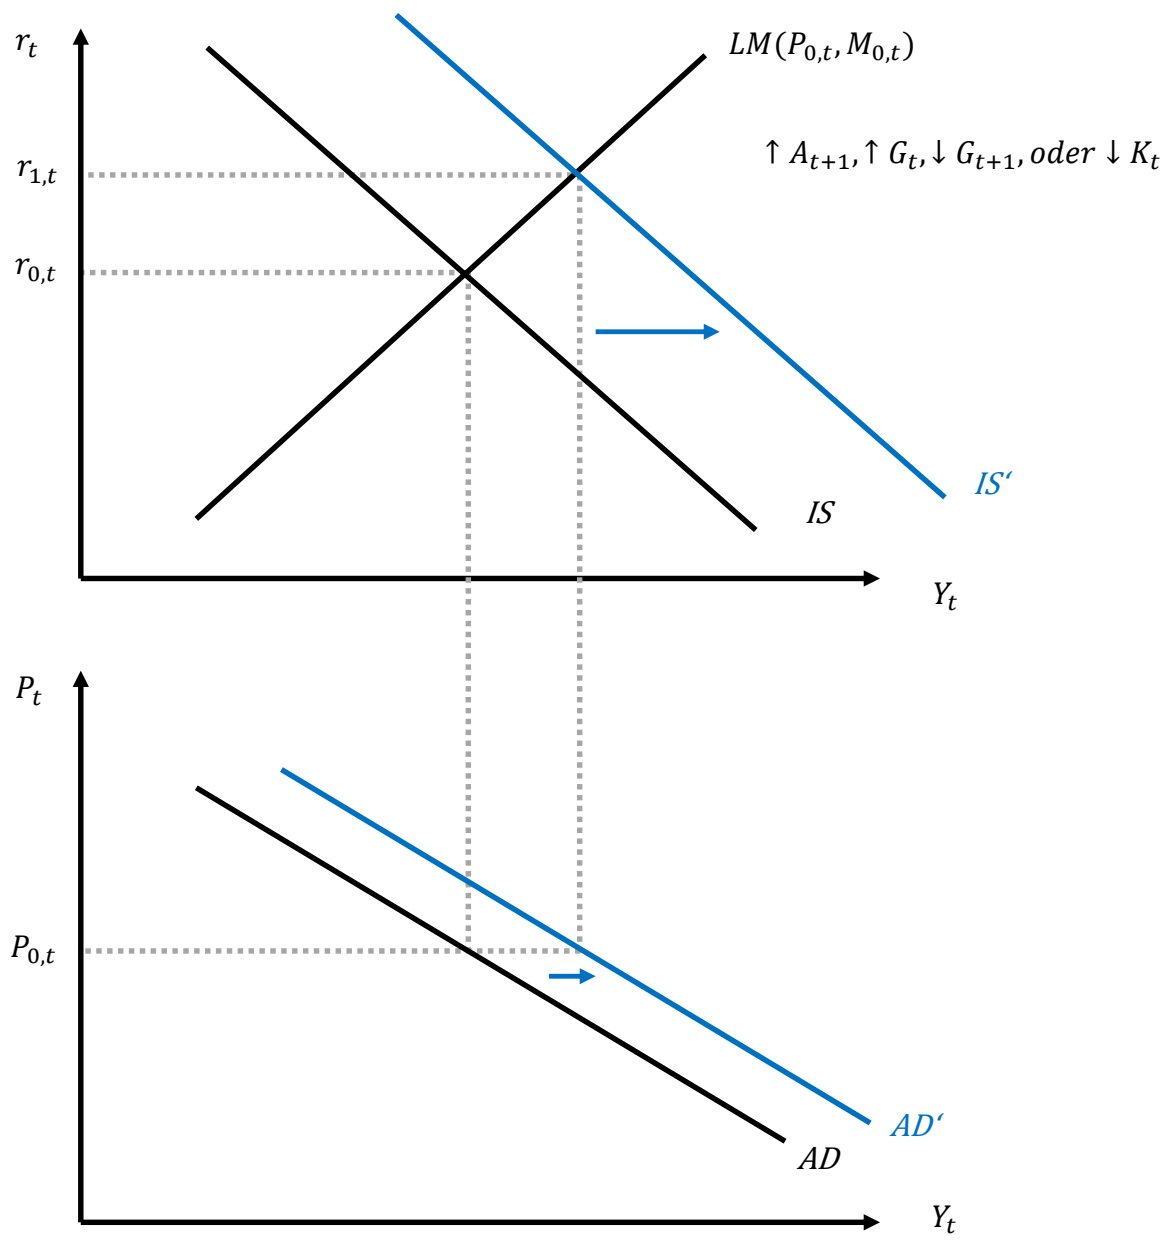 r_t
LM(P_{0,t}, M_{0,t})
↑ A_{t+1}, ↑ G_t, ↓ G_{t+1}, oder ↓ K_t
r_{1,t}
r_{0,t}
IS‘
IS
Y_t
P_t
P_{0,t}
AD‘
AD
Y_t